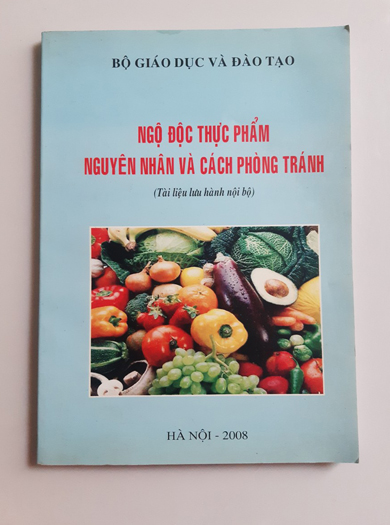 BỘ GIÁO DỤC VÀ ĐÀO TẠO
NGỘ ĐỘC THỰC PHẨM
NGUYÊN NHÂN VÀ CÁCH PHÒNG TRÁNH
(Tài liệu lưu hành nội bộ)
HÀ NỘI - 2008